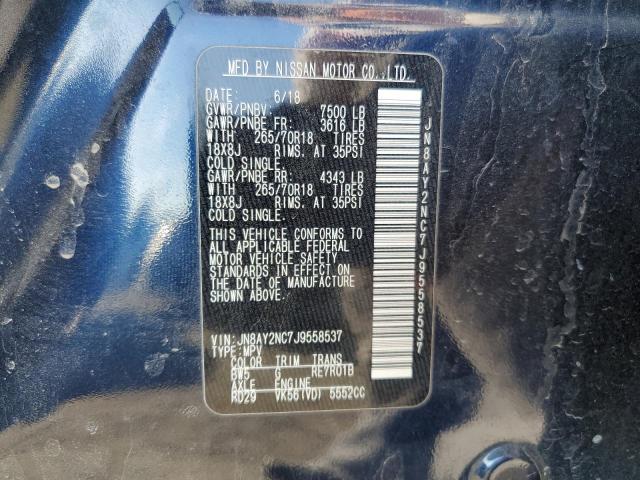 MFD BY NISSAN MOTOR CO., LTD.
DATE: 6/18
GVWR/PNBV: 7500 LB
GAWR/PNBE FR: 3616 LB
WITH 265/70R18 TIRES
18X8J RIMS. AT 35PSI
COLD SINGLE.
GAWR/PNBE RR: 4343 LB
WITH 265/70R18 TIRES
18X8J RIMS. AT 35PSI
COLD SINGLE.
THIS VEHICLE CONFORMS TO
ALL APPLICABLE FEDERAL
MOTOR VEHICLE SAFETY
STANDARDS IN EFFECT ON
THE DATE OF MANUFACTURE
SHOWN ABOVE.
VIN: JN8AY2NC7J9558537
TYPE: MPV
COLOR TRIM TRANS
BW5 G RE7R01B
AXLE ENGINE
RD29 VK56(VD) 5552CC
JN8AY2NC7J9558537